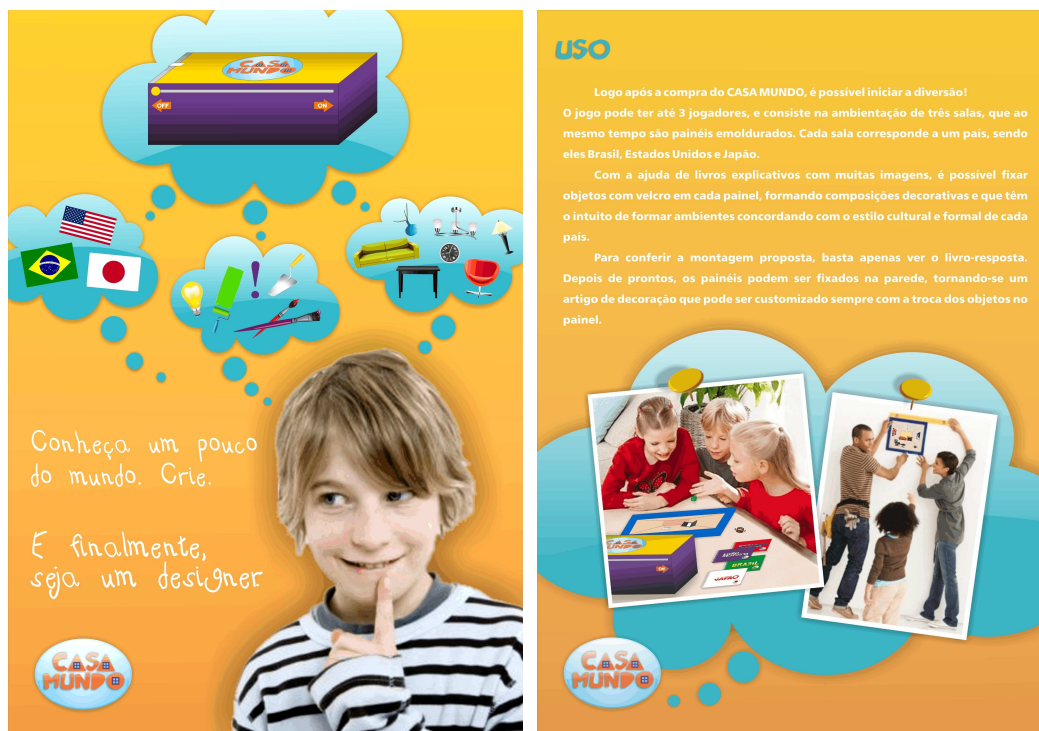 CASA
MUNDO
OFF
ON
Conheça um pouco
do mundo. Crie.
E finalmente,
seja um designer.
CASA
MUNDO
USO
Logo após a compra do CASA MUNDO, é possível iniciar a diversão!
O jogo pode ter até 3 jogadores, e consiste na ambientação de três salas, que ao
mesmo tempo são painéis emoldurados. Cada sala corresponde a um país, sendo
eles Brasil, Estados Unidos e Japão.
Com a ajuda de livros explicativos com muitas imagens, é possível fixar
objetos com velcro em cada painel, formando composições decorativas e que têm
o intuito de formar ambientes concordando com o estilo cultural e formal de cada
país.
Para conferir a montagem proposta, basta apenas ver o livro-resposta.
Depois de prontos, os painéis podem ser fixados na parede, tornando-se um
artigo de decoração que pode ser customizado sempre com a troca dos objetos no
painel.
CASA
MUNDO
ON
BRASIL
JAPÃO
CASA
MUNDO